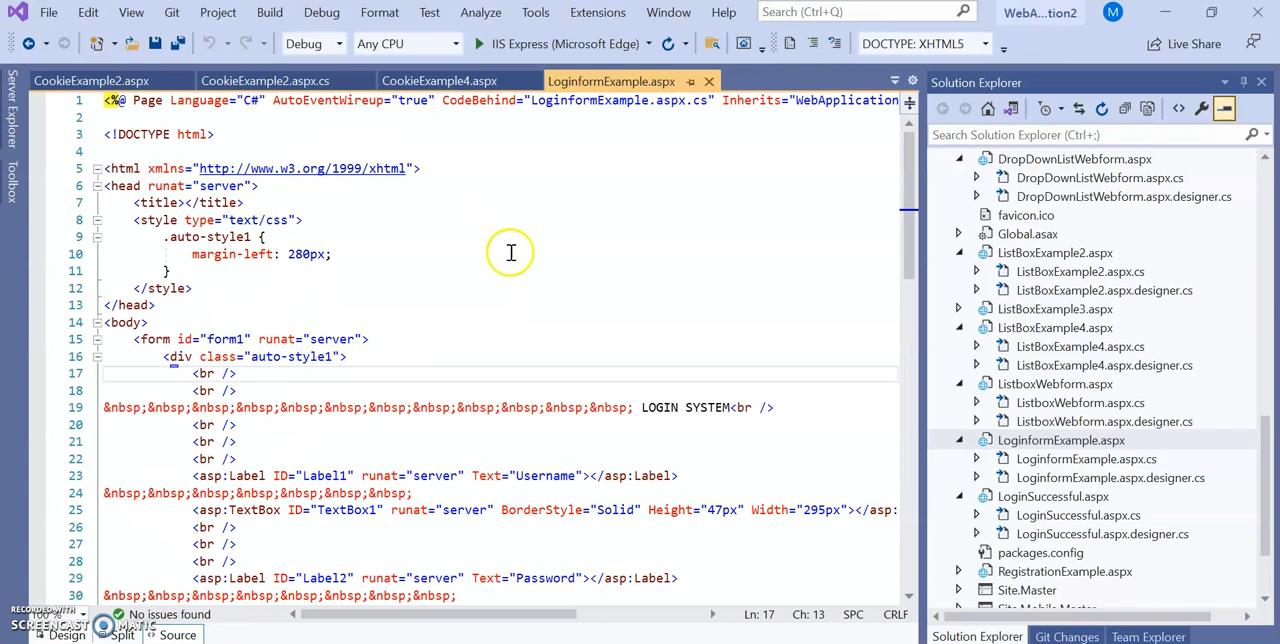 File Edit View Git Project Build Debug Format Test Analyze Tools Extensions Window Help Search (Ctrl+Q) WebA...tion2 M
Debug Any CPU IIS Express (Microsoft Edge) DOCTYPE: XHTML5 Live Share
Server Explorer
Toolbox
CookieExample2.aspx CookieExample2.aspx.cs CookieExample4.aspx LoginformExample.aspx
1 <%@ Page Language="C#" AutoEventWireup="true" CodeBehind="LoginformExample.aspx.cs" Inherits="WebApplication
2
3 <!DOCTYPE html>
4
5 <html xmlns="http://www.w3.org/1999/xhtml">
6 <head runat="server">
7 <title></title>
8 <style type="text/css">
9 .auto-style1 {
10 margin-left: 280px;
11 }
12 </style>
13 </head>
14 <body>
15 <form id="form1" runat="server">
16 <div class="auto-style1">
17 <br />
18 <br />
19 &nbsp;&nbsp;&nbsp;&nbsp;&nbsp;&nbsp;&nbsp;&nbsp;&nbsp;&nbsp;&nbsp;&nbsp; LOGIN SYSTEM<br />
20 <br />
21 <br />
22 <br />
23 <asp:Label ID="Label1" runat="server" Text="Username"></asp:Label>
24 &nbsp;&nbsp;&nbsp;&nbsp;&nbsp;&nbsp;&nbsp;
25 <asp:TextBox ID="TextBox1" runat="server" BorderStyle="Solid" Height="47px" Width="295px"></asp:
26 <br />
27 <br />
28 <br />
29 <asp:Label ID="Label2" runat="server" Text="Password"></asp:Label>
30 &nbsp;&nbsp;&nbsp;&nbsp;&nbsp;&nbsp;&nbsp;&nbsp;
No issues found Ln: 17 Ch: 13 SPC CRLF
Design Split Source
RECORDED WITH
SCREENCAST MATIC
Solution Explorer
Search Solution Explorer (Ctrl+;)
DropDownListWebform.aspx
DropDownListWebform.aspx.cs
DropDownListWebform.aspx.designer.cs
favicon.ico
Global.asax
ListBoxExample2.aspx
ListBoxExample2.aspx.cs
ListBoxExample2.aspx.designer.cs
ListBoxExample3.aspx
ListBoxExample4.aspx
ListBoxExample4.aspx.cs
ListBoxExample4.aspx.designer.cs
ListboxWebform.aspx
ListboxWebform.aspx.cs
ListboxWebform.aspx.designer.cs
LoginformExample.aspx
LoginformExample.aspx.cs
LoginformExample.aspx.designer.cs
LoginSuccessful.aspx
LoginSuccessful.aspx.cs
LoginSuccessful.aspx.designer.cs
packages.config
RegistrationExample.aspx
Site.Master
Site.Mobile.Master
Solution Explorer Git Changes Team Explorer